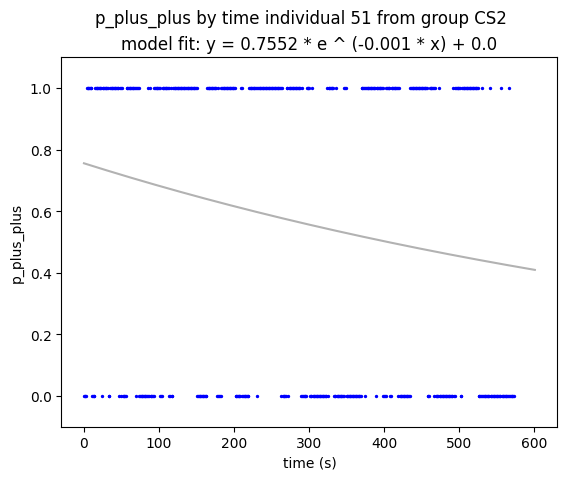 p_plus_plus by time individual 51 from group CS2
model fit: y = 0.7552 * e ^ (-0.001 * x) + 0.0
1.0
0.8
0.6
0.4
0.2
0.0
p_plus_plus
0 100 200 300 400 500 600
time (s)